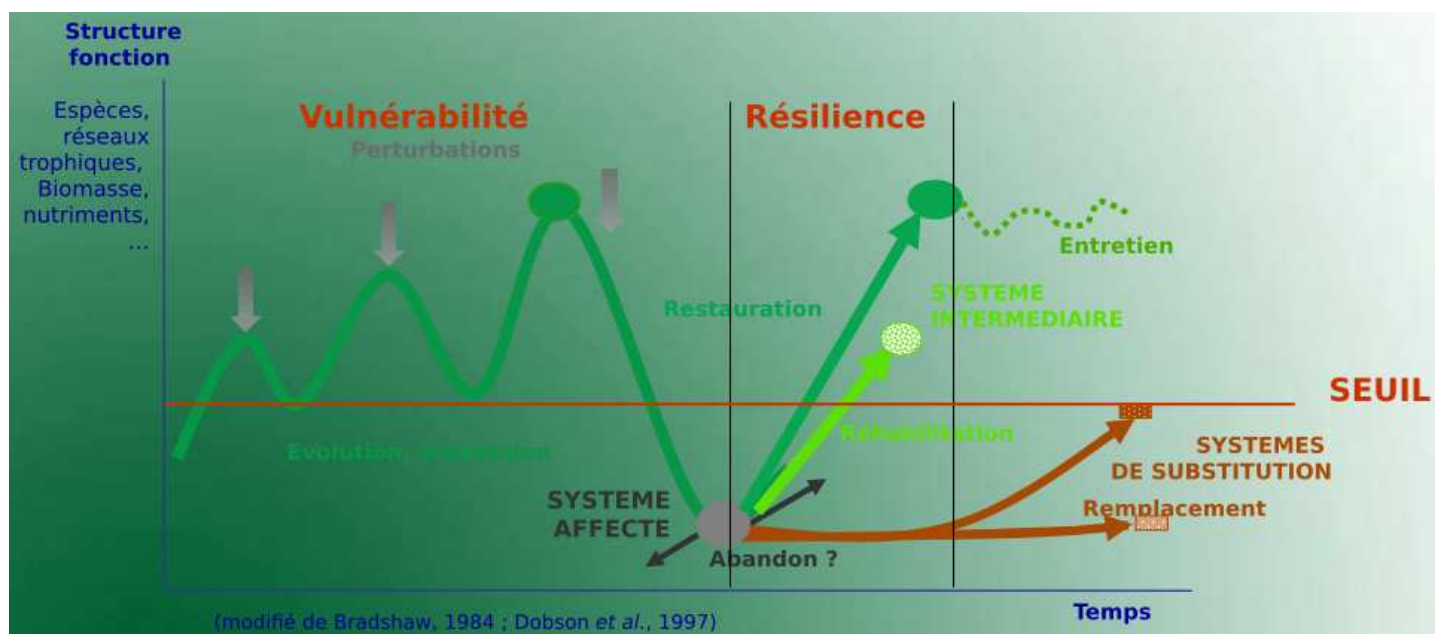 Structure
fonction
Espèces,
réseaux
trophiques,
Biomasse,
nutriments,
...
Vulnérabilité
Perturbations
Résilience
Entretien
Restauration
SYSTEME
INTERMEDIAIRE
SEUIL
Réhabilitation
Evolution,
SYSTEMES
DE SUBSTITUTION
SYSTEME
AFFECTE
Remplacement
Abandon ?
Temps
(modifié de Bradshaw, 1984 ; Dobson et al., 1997)